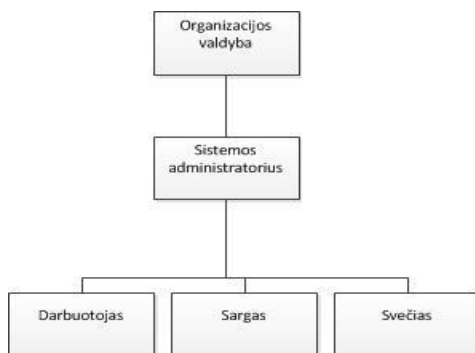 Organizacijos
valdyba
Sistemos
administratorius
Darbuotojas
Sargas
Svečias